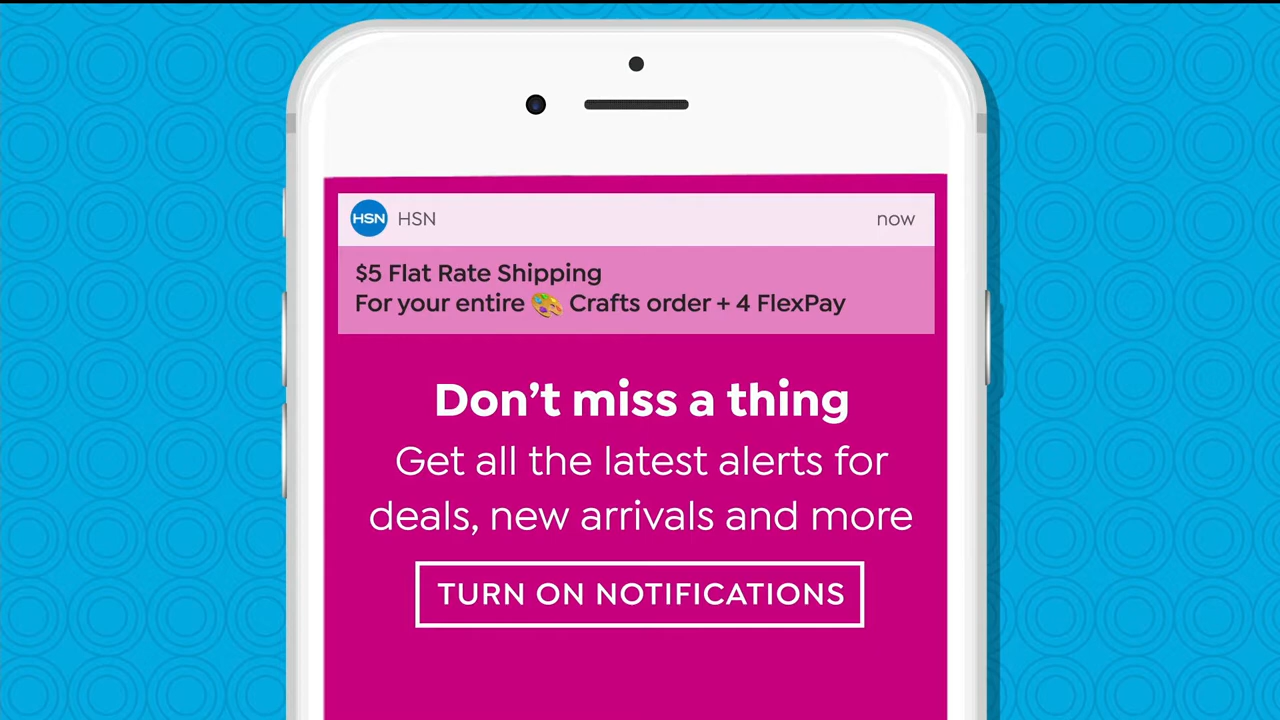 HSN HSN now
$5 Flat Rate Shipping
For your entire 🎨 Crafts order + 4 FlexPay
Don't miss a thing
Get all the latest alerts for
deals, new arrivals and more
TURN ON NOTIFICATIONS